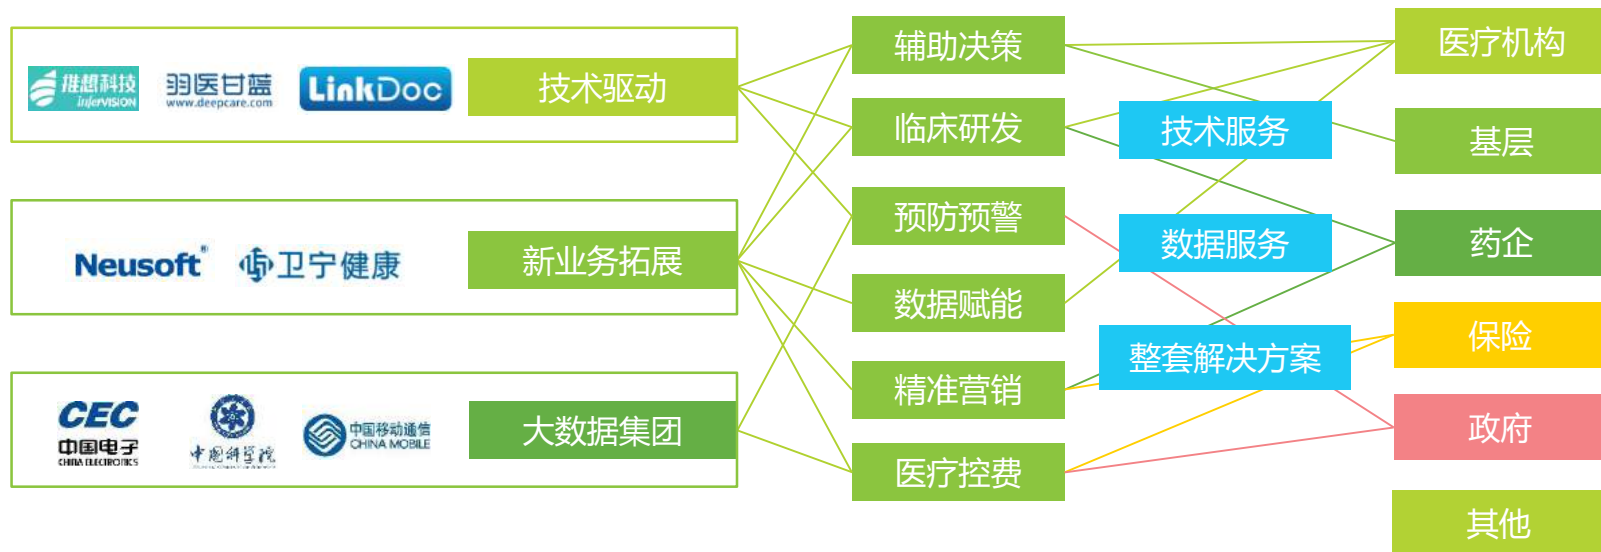 推想科技
InferVISION
羽医甘蓝
www.deepcare.com
LinkDoc
技术驱动
Neusoft®
卫宁健康
新业务拓展
CEC
中国电子
CHINA ELECTRONICS
中国科学院
中国移动通信
CHINA MOBILE
大数据集团
辅助决策
临床研发
预防预警
数据赋能
精准营销
医疗控费
技术服务
数据服务
整套解决方案
医疗机构
基层
药企
保险
政府
其他